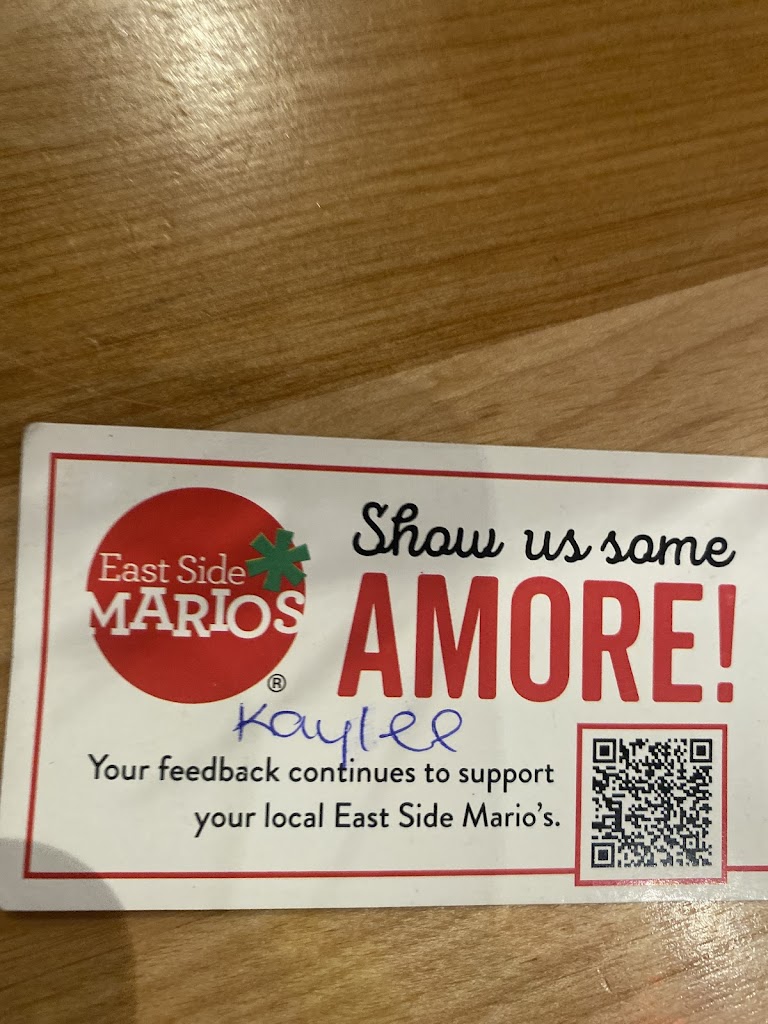 East Side
MARIOS
®
Show us some
AMORE!
Kaylee
Your feedback continues to support
your local East Side Mario's.